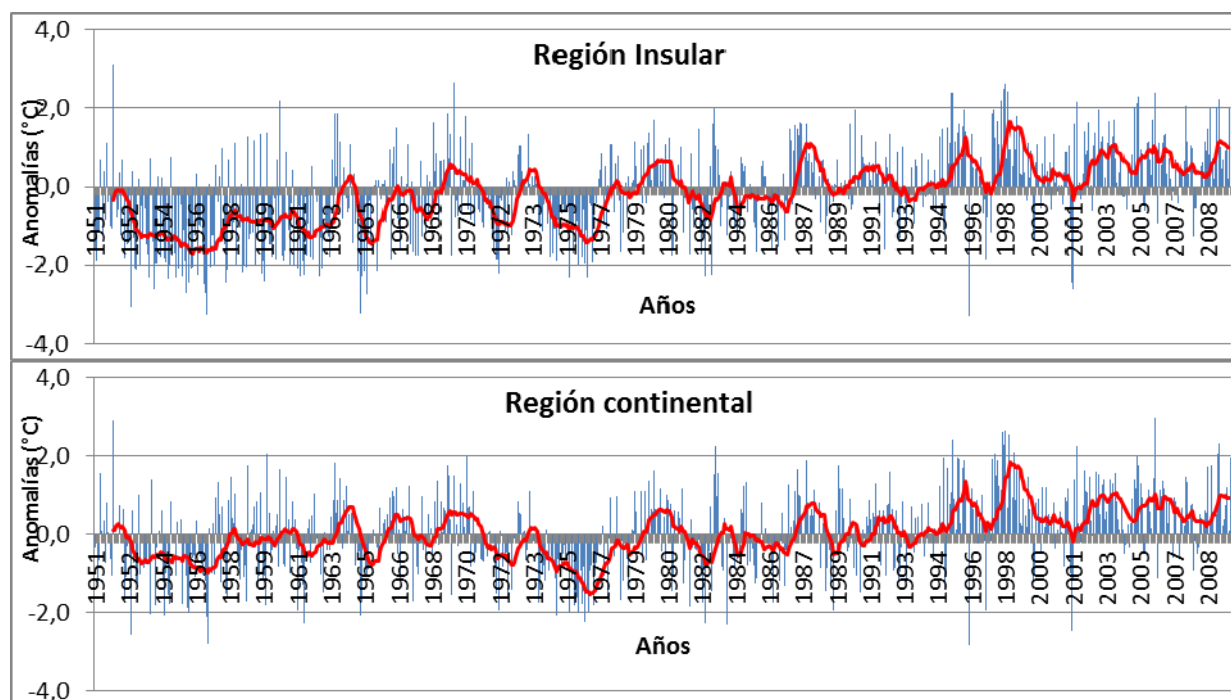 Región Insular
Anomalías (°C)
4,0
2,0
0,0
-2,0
-4,0
1951 1952 1954 1956 1958 1959 1961 1963 1965 1966 1968 1970 1972 1973 1975 1977 1979 1980 1982 1984 1986 1987 1989 1991 1993 1994 1996 1998 2000 2001 2003 2005 2007 2008
Años
Región continental
Anomalías (°C)
4,0
2,0
0,0
-2,0
-4,0
1951 1952 1954 1956 1958 1959 1961 1963 1965 1966 1968 1970 1972 1973 1975 1977 1979 1980 1982 1984 1986 1987 1989 1991 1993 1994 1996 1998 2000 2001 2003 2005 2007 2008
Años